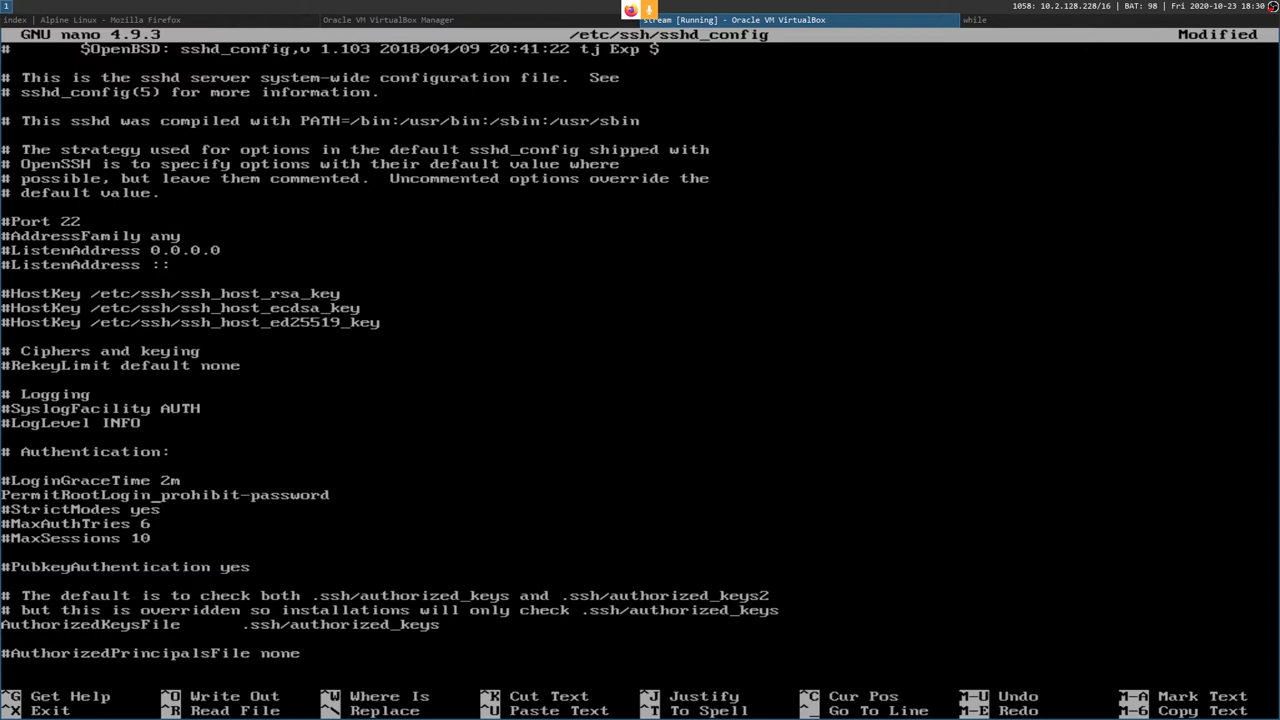 1 1058: 10.2.128.228/16 | BAT: 98 | Fri 2020-10-23 18:30
index | Alpine Linux - Mozilla Firefox Oracle VM VirtualBox Manager stream [Running] - Oracle VM VirtualBox while
GNU nano 4.9.3 /etc/ssh/sshd_config Modified
# $OpenBSD: sshd_config,v 1.103 2018/04/09 20:41:22 tj Exp $
# This is the sshd server system-wide configuration file. See
# sshd_config(5) for more information.
# This sshd was compiled with PATH=/bin:/usr/bin:/sbin:/usr/sbin
# The strategy used for options in the default sshd_config shipped with
# OpenSSH is to specify options with their default value where
# possible, but leave them commented. Uncommented options override the
# default value.
#Port 22
#AddressFamily any
#ListenAddress 0.0.0.0
#ListenAddress ::
#HostKey /etc/ssh/ssh_host_rsa_key
#HostKey /etc/ssh/ssh_host_ecdsa_key
#HostKey /etc/ssh/ssh_host_ed25519_key
# Ciphers and keying
#RekeyLimit default none
# Logging
#SyslogFacility AUTH
#LogLevel INFO
# Authentication:
#LoginGraceTime 2m
PermitRootLogin prohibit-password
#StrictModes yes
#MaxAuthTries 6
#MaxSessions 10
#PubkeyAuthentication yes
# The default is to check both .ssh/authorized_keys and .ssh/authorized_keys2
# but this is overridden so installations will only check .ssh/authorized_keys
AuthorizedKeysFile .ssh/authorized_keys
#AuthorizedPrincipalsFile none
^G Get Help ^O Write Out ^W Where Is ^K Cut Text ^J Justify ^C Cur Pos M-U Undo M-A Mark Text
^X Exit ^R Read File ^\ Replace ^U Paste Text ^T To Spell ^_ Go To Line M-E Redo M-6 Copy Text